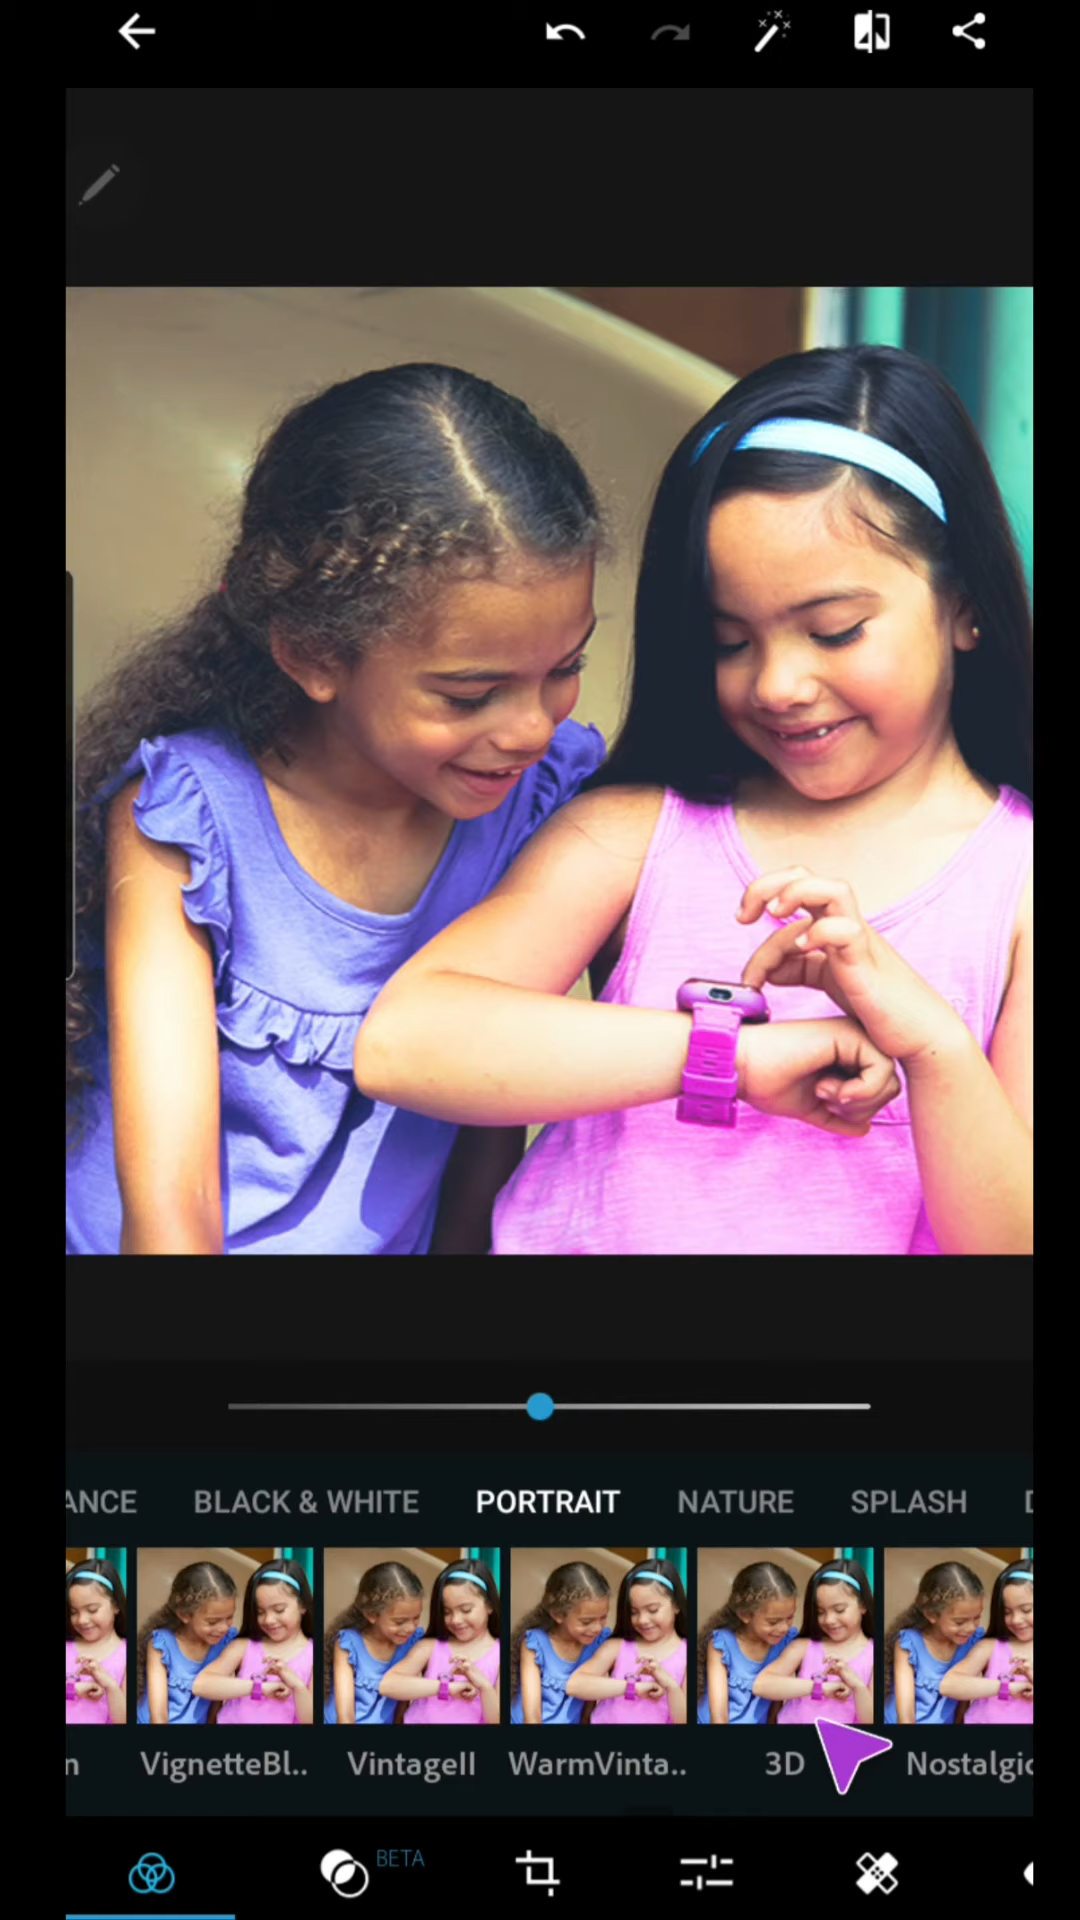 ANCE BLACK & WHITE PORTRAIT NATURE SPLASH
n VignetteBl.. VintageII WarmVinta.. 3D Nostalgic
BETA